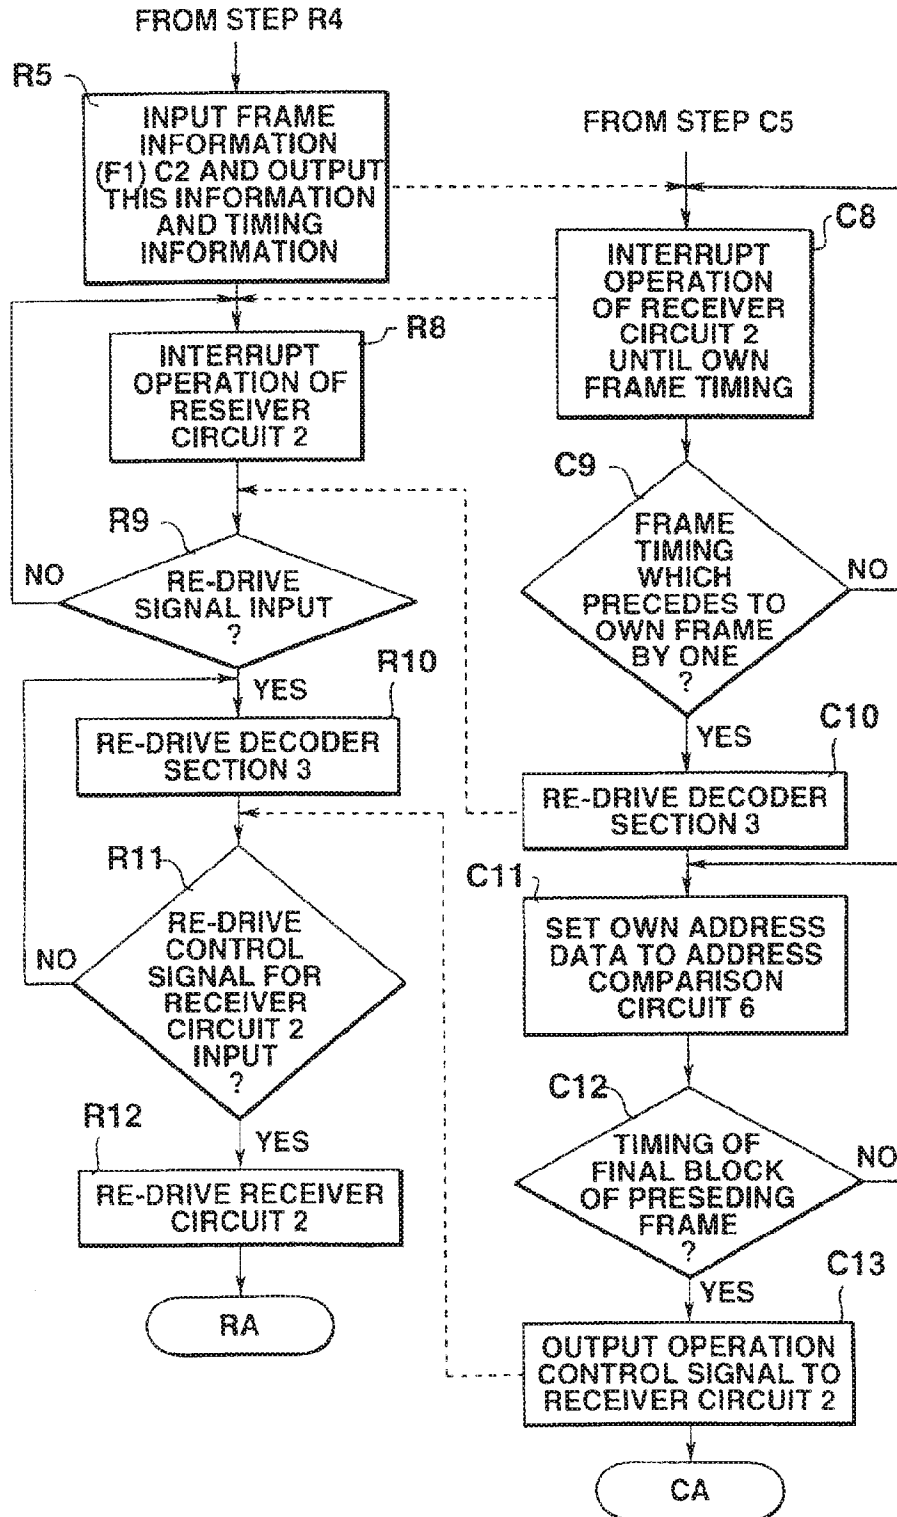 FROM STEP R4
R5
INPUT FRAME
INFORMATION
(F1) C2 AND OUTPUT
THIS INFORMATION
AND TIMING
INFORMATION
R8
INTERRUPT
OPERATION OF
RESEIVER
CIRCUIT 2
R9
RE-DRIVE
SIGNAL INPUT
?
NO
YES
R10
RE-DRIVE DECODER
SECTION 3
R11
RE-DRIVE
CONTROL
SIGNAL FOR
RECEIVER
CIRCUIT 2
INPUT
?
NO
YES
R12
RE-DRIVE RECEIVER
CIRCUIT 2
RA
FROM STEP C5
C8
INTERRUPT
OPERATION
OF RECEIVER
CIRCUIT 2
UNTIL OWN
FRAME TIMING
C9
FRAME
TIMING
WHICH
PRECEDES TO
OWN FRAME
BY ONE
?
NO
YES
C10
RE-DRIVE DECODER
SECTION 3
C11
SET OWN ADDRESS
DATA TO ADDRESS
COMPARISON
CIRCUIT 6
C12
TIMING OF
FINAL BLOCK
OF PRESEDING
FRAME
?
NO
YES
C13
OUTPUT OPERATION
CONTROL SIGNAL TO
RECEIVER CIRCUIT 2
CA